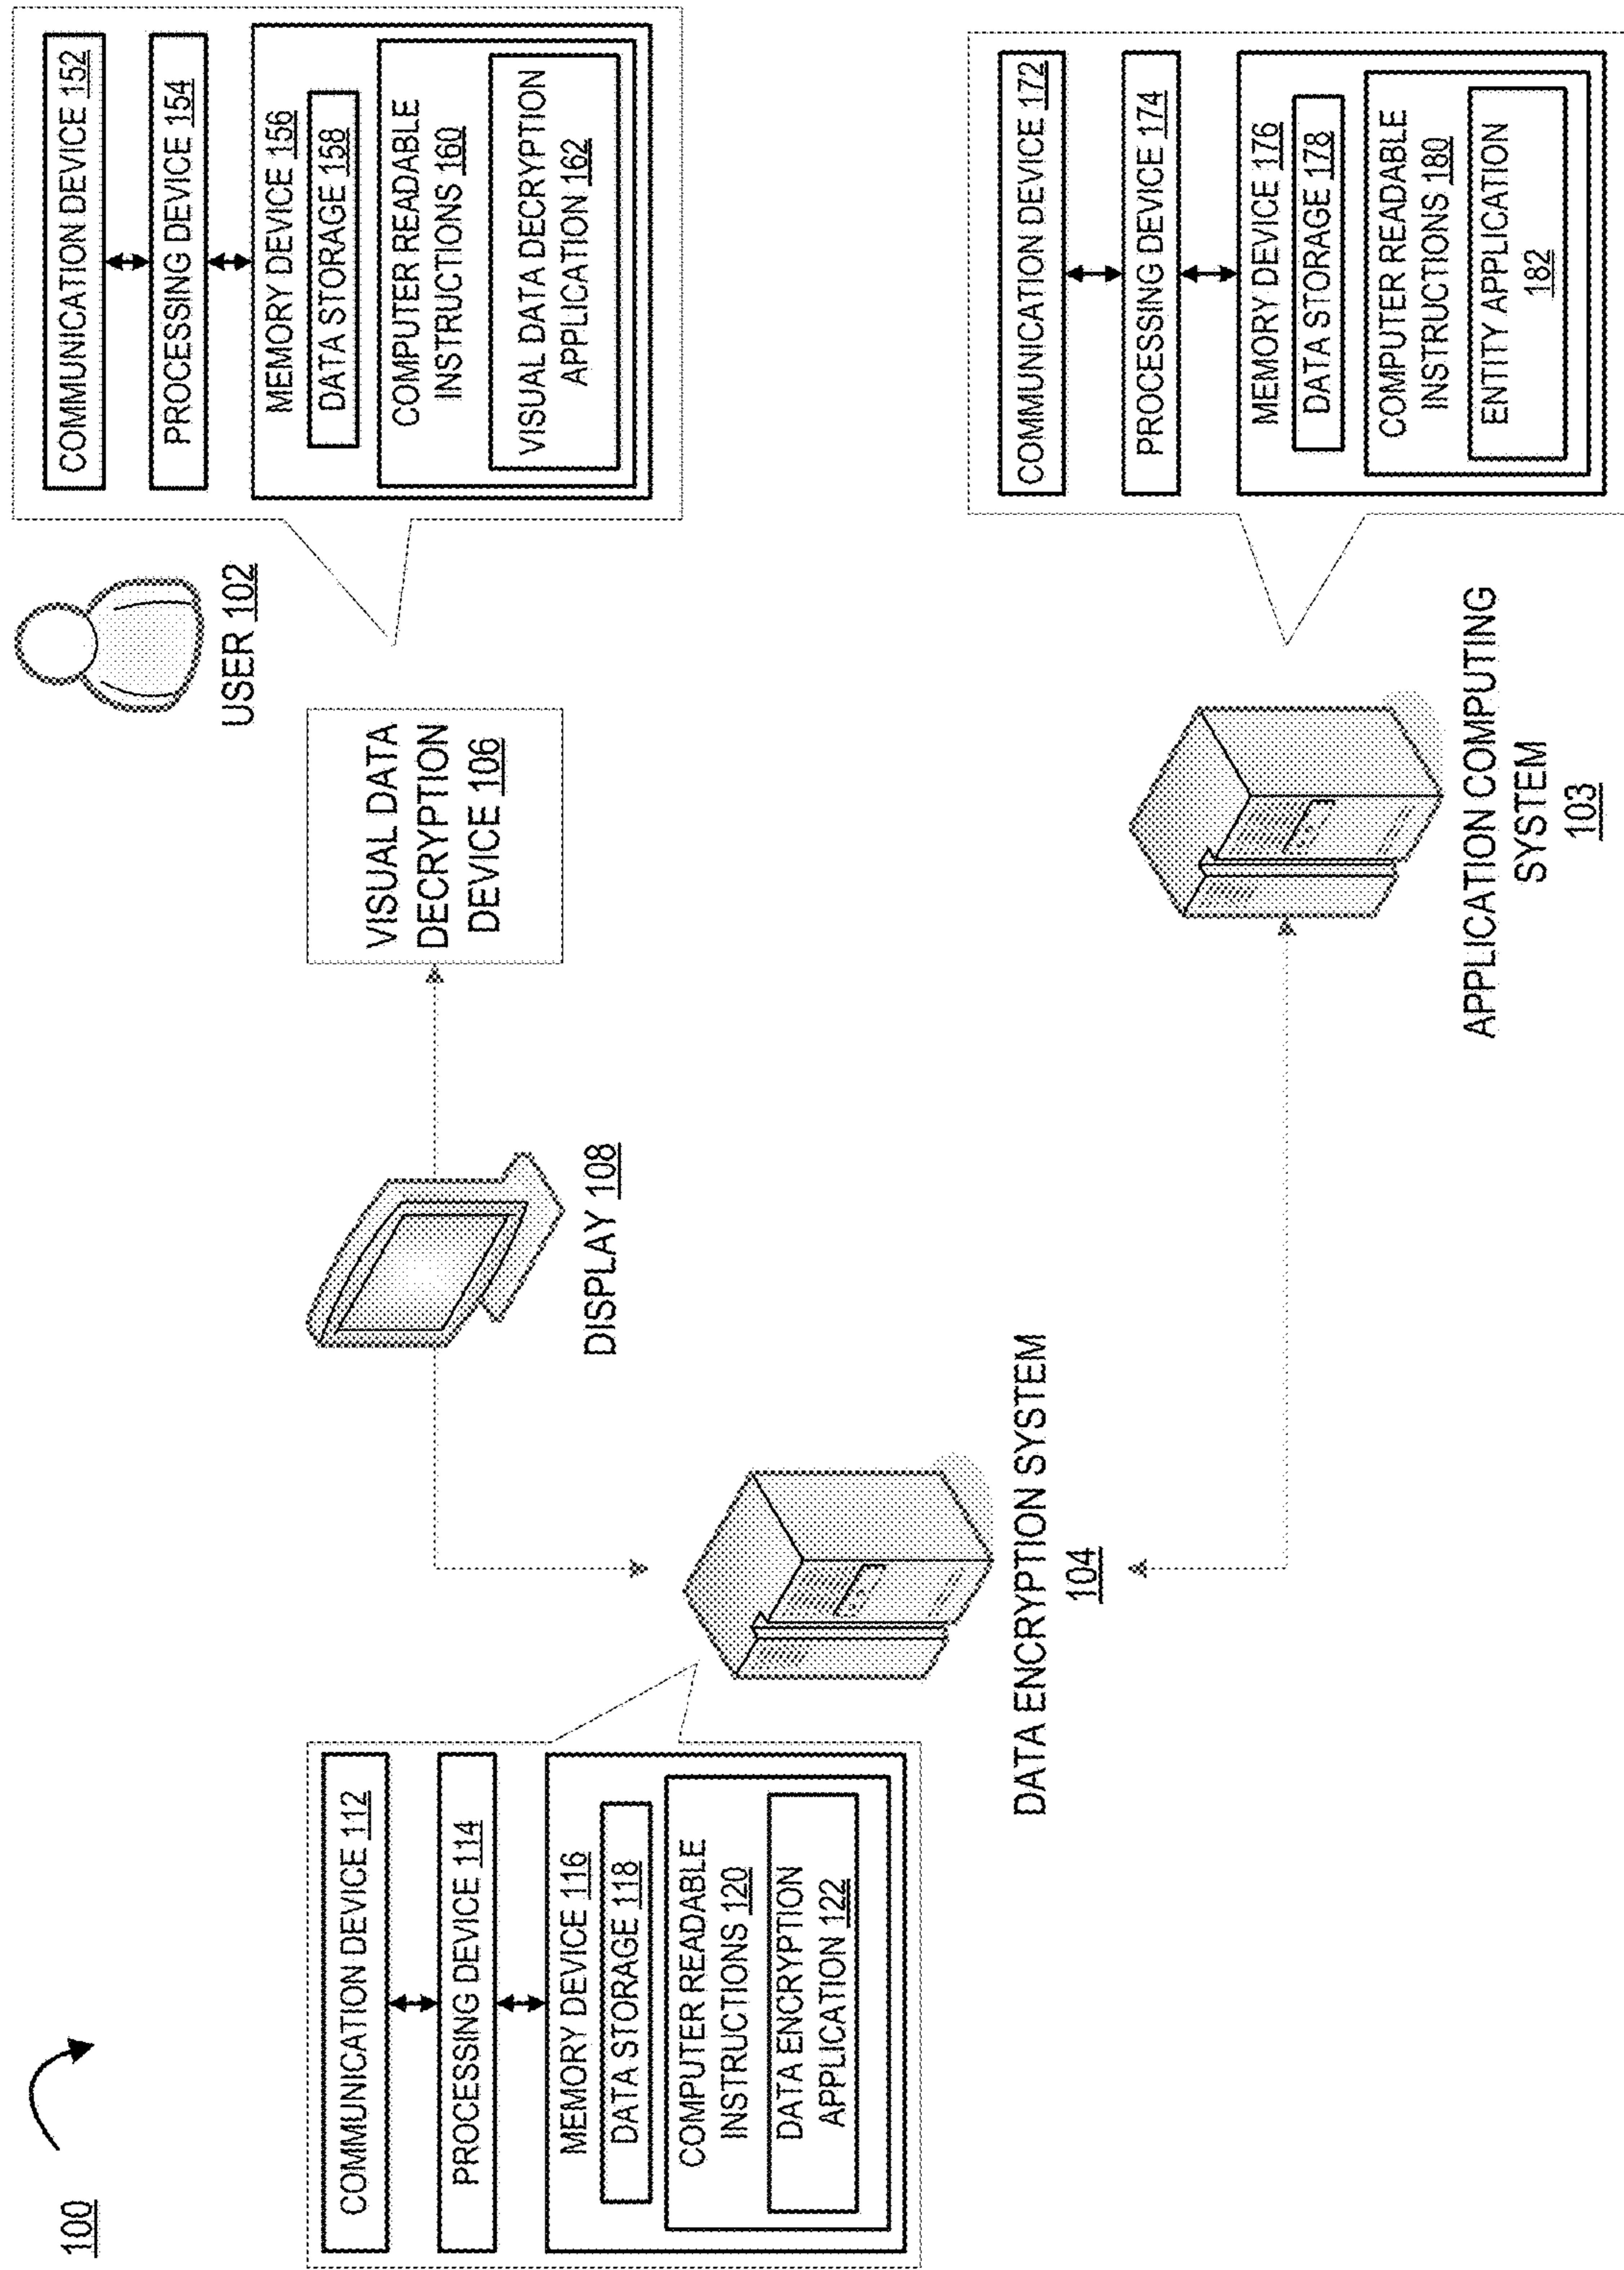 100
COMMUNICATION DEVICE 112
PROCESSING DEVICE 114
MEMORY DEVICE 116
DATA STORAGE 118
COMPUTER READABLE
INSTRUCTIONS 120
DATA ENCRYPTION
APPLICATION 122
DATA ENCRYPTION SYSTEM
104
DISPLAY 108
VISUAL DATA
DECRYPTION
DEVICE 106
USER 102
COMMUNICATION DEVICE 152
PROCESSING DEVICE 154
MEMORY DEVICE 156
DATA STORAGE 158
COMPUTER READABLE
INSTRUCTIONS 160
VISUAL DATA DECRYPTION
APPLICATION 162
APPLICATION COMPUTING
SYSTEM
103
COMMUNICATION DEVICE 172
PROCESSING DEVICE 174
MEMORY DEVICE 176
DATA STORAGE 178
COMPUTER READABLE
INSTRUCTIONS 180
ENTITY APPLICATION
182